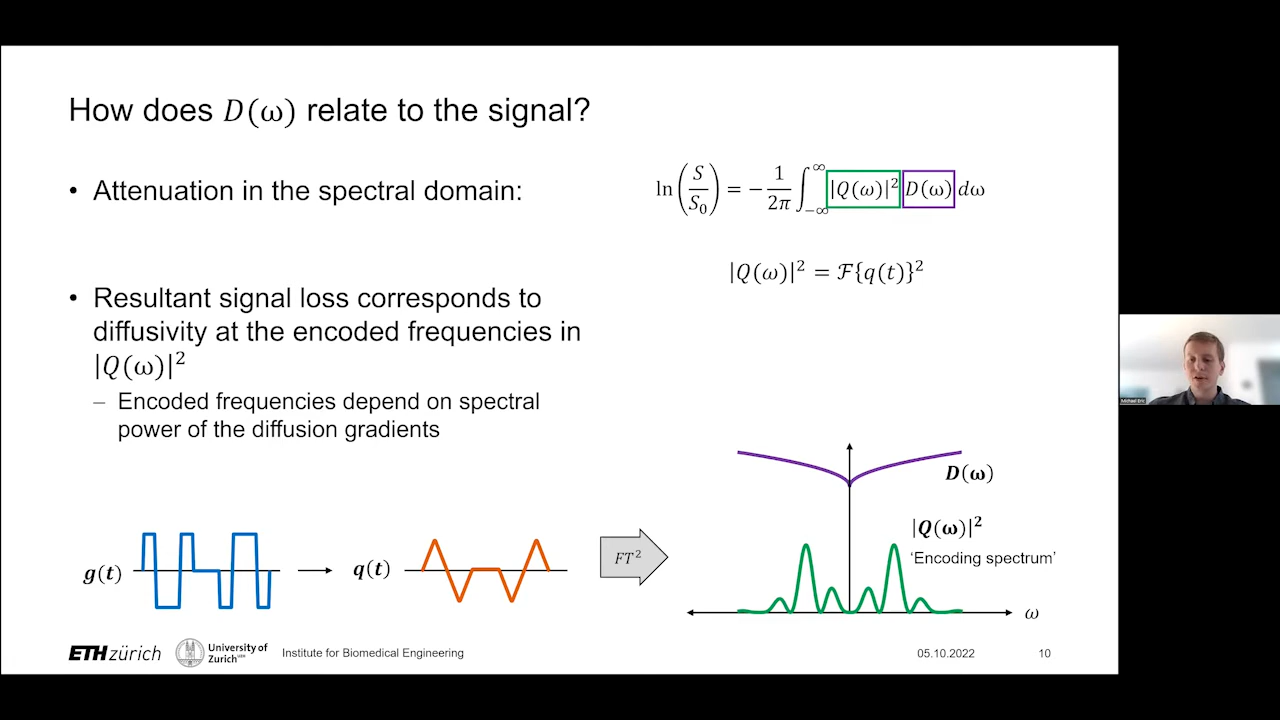 How does D(ω) relate to the signal?
• Attenuation in the spectral domain:
ln(S/S₀) = −1/2π ∫_{−∞}^{∞} |Q(ω)|² D(ω) dω
|Q(ω)|² = ℱ{q(t)}²
• Resultant signal loss corresponds to
diffusivity at the encoded frequencies in
|Q(ω)|²
– Encoded frequencies depend on spectral
power of the diffusion gradients
D(ω)
|Q(ω)|²
'Encoding spectrum'
g(t)
q(t)
FT²
ω
ETH zürich
University of
Zurich UZH
Institute for Biomedical Engineering
05.10.2022
10